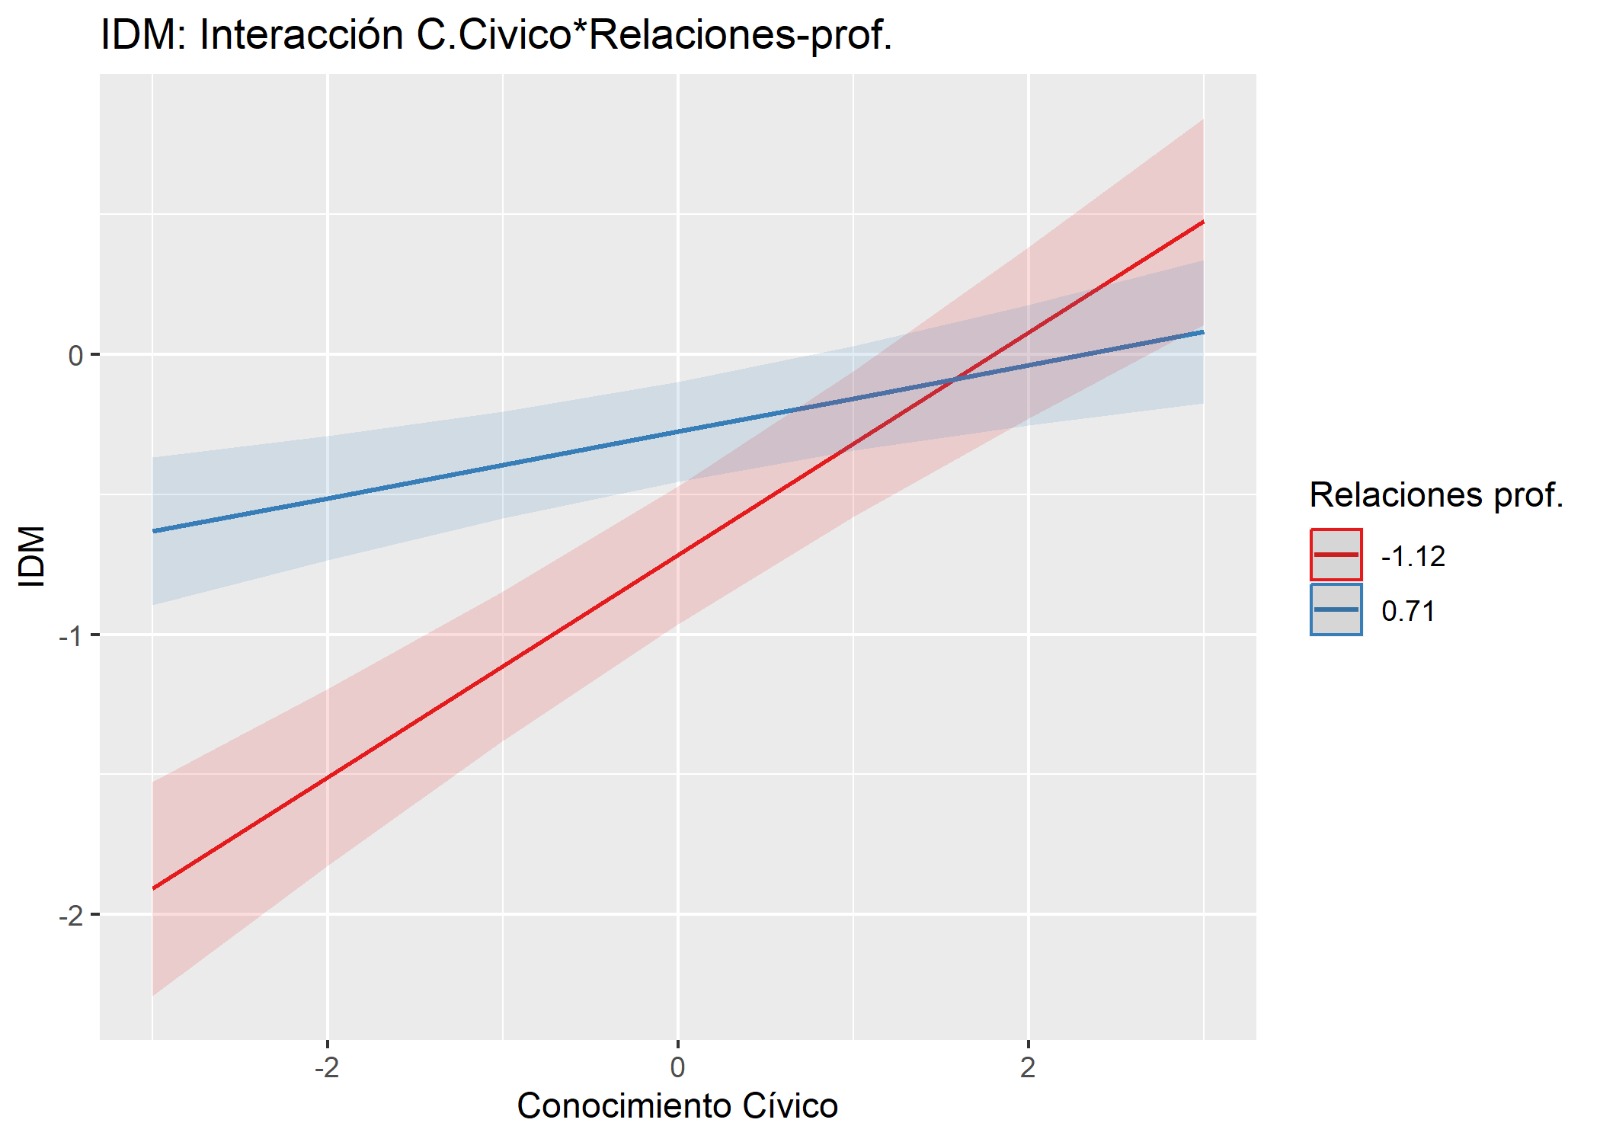 IDM: Interacción C.Civico*Relaciones-prof.
IDM
0
-1
-2
-2
0
2
Conocimiento Cívico
Relaciones prof.
-1.12
0.71